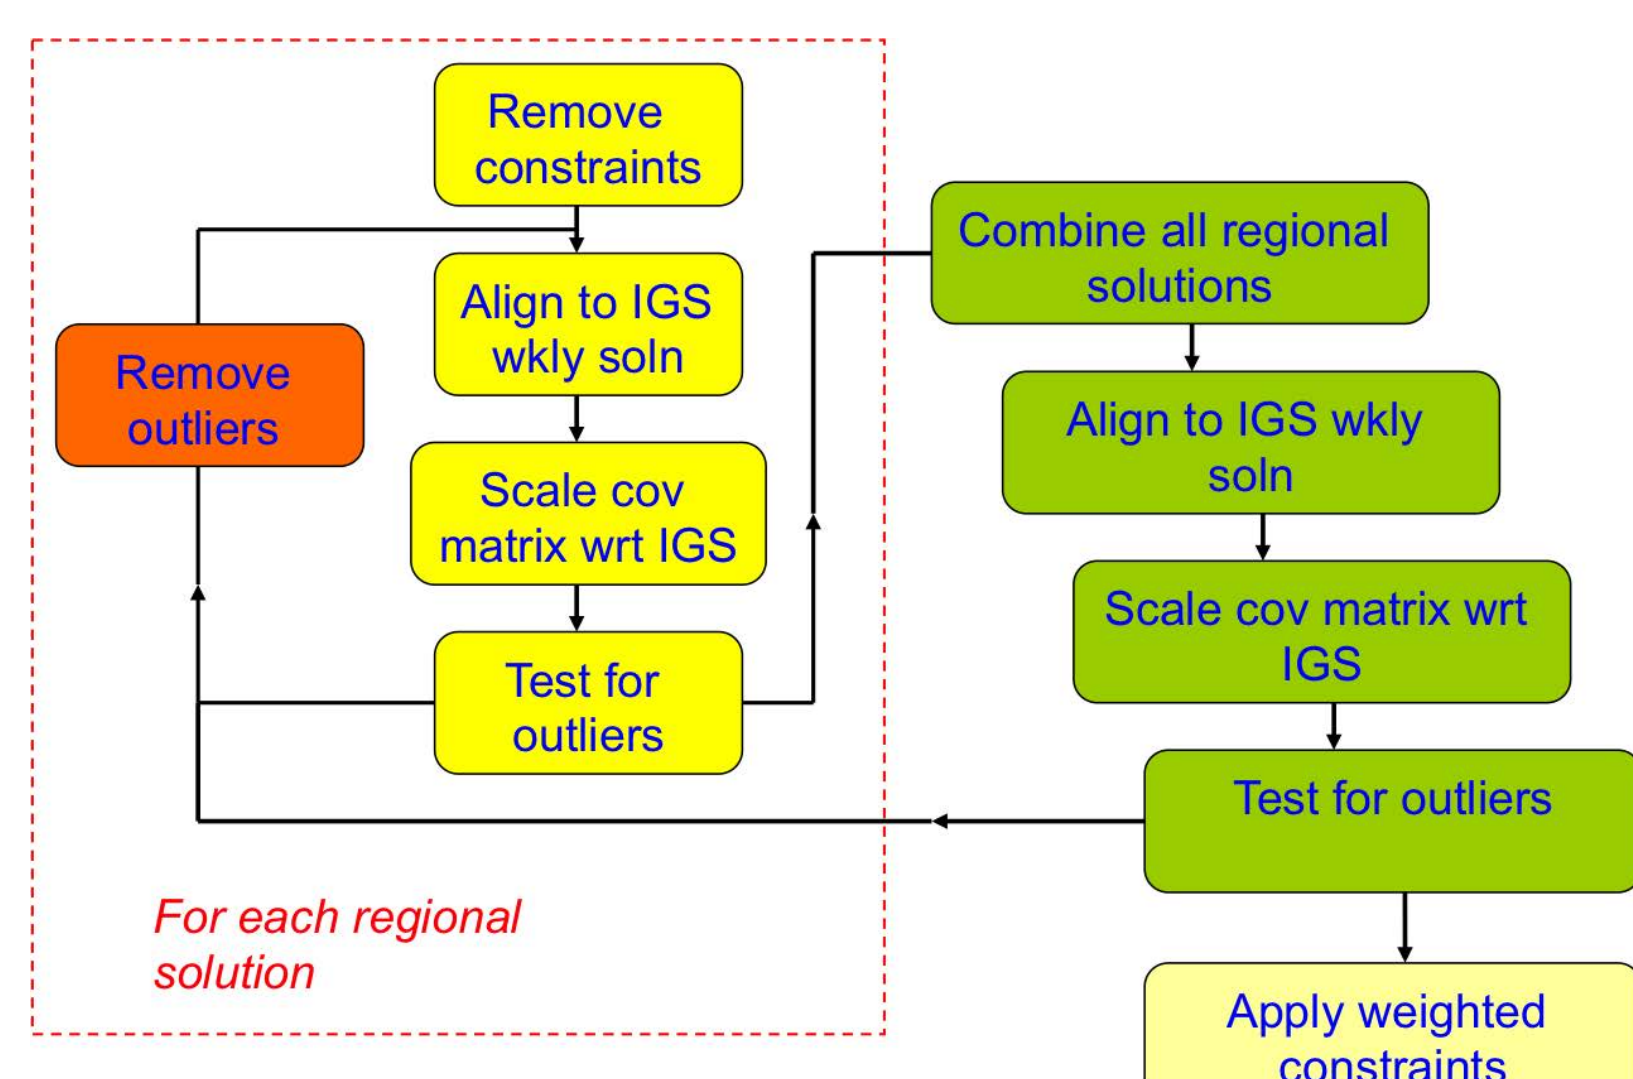 Remove
constraints
Align to IGS
wkly soln
Remove
outliers
Scale cov
matrix wrt IGS
Test for
outliers
For each regional
solution
Combine all regional
solutions
Align to IGS wkly
soln
Scale cov matrix wrt
IGS
Test for outliers
Apply weighted
constraints